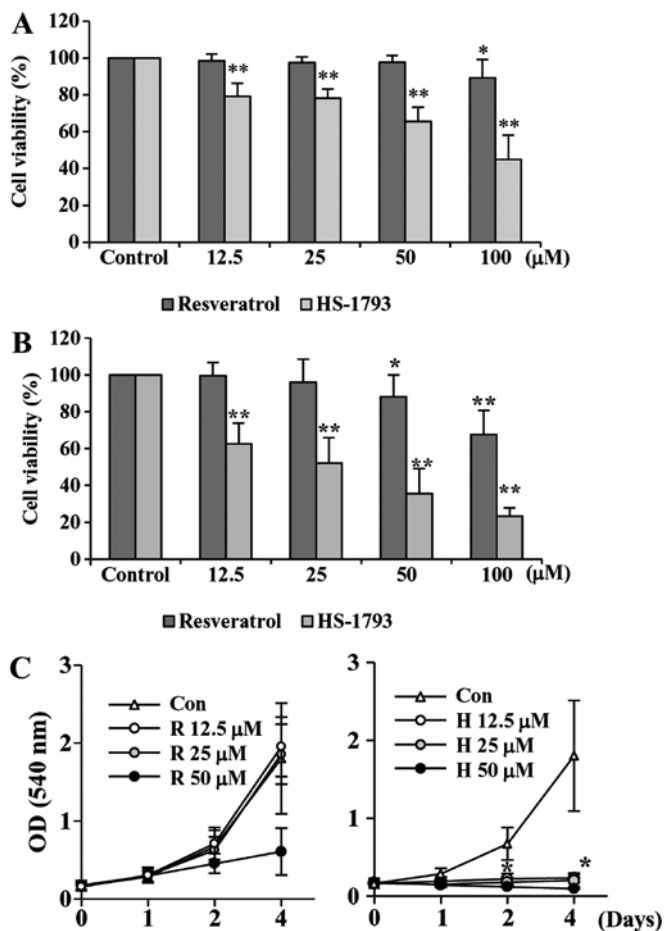 A
Cell viability (%)
120
100
80
60
40
20
0
*
**
**
**
**
Control 12.5 25 50 100 (μM)
Resveratrol HS-1793
B
Cell viability (%)
120
100
80
60
40
20
0
*
**
**
**
**
**
Control 12.5 25 50 100 (μM)
Resveratrol HS-1793
C
OD (540 nm)
3
2
1
0
Con
R 12.5 μM
R 25 μM
R 50 μM
0 1 2 4
3
2
1
0
Con
H 12.5 μM
H 25 μM
H 50 μM
*
*
0 1 2 4 (Days)